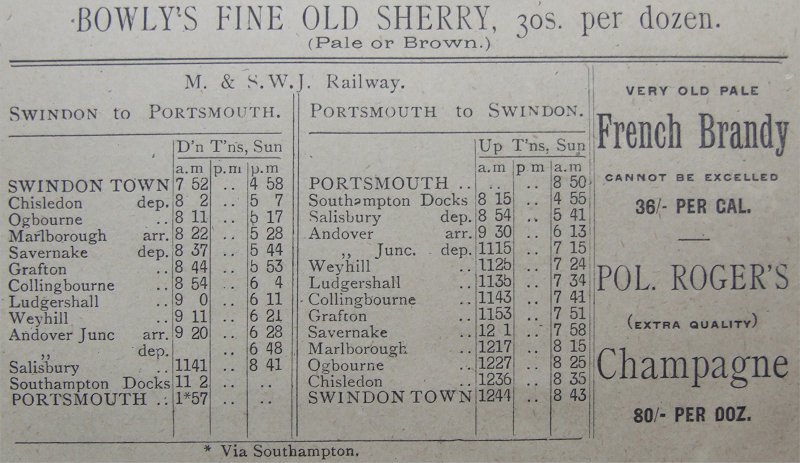 BOWLY'S FINE OLD SHERRY, 30s. per dozen.
(Pale or Brown.)
M. & S.W.J. Railway.
SWINDON to PORTSMOUTH.
D'n T'ns, Sun
a.m p.m p.m
SWINDON TOWN 7 52 .. 4 58
Chisledon dep. 8 2 .. 5 7
Ogbourne .. 8 11 .. 5 17
Marlborough arr. 8 22 .. 5 28
Savernake dep. 8 37 .. 5 44
Grafton .. 8 44 .. 5 53
Collingbourne .. 8 54 .. 6 4
Ludgershall .. 9 0 .. 6 11
Weyhill .. 9 11 .. 6 21
Andover Junc arr. 9 20 .. 6 28
„ dep. .. 6 48
Salisbury .. 1141 .. 8 41
Southampton Docks 11 2 .. ..
PORTSMOUTH .. 1*57 .. ..
PORTSMOUTH to SWINDON.
Up T'ns, Sun
a.m p m a.m
PORTSMOUTH .. .. .. 8 50
Southampton Docks 8 15 .. 4 55
Salisbury dep. 8 54 .. 5 41
Andover arr. 9 30 .. 6 13
„ Junc. dep. 1115 .. 7 15
Weyhill .. 1125 .. 7 24
Ludgershall .. 1135 .. 7 34
Collingbourne .. 1143 .. 7 41
Grafton .. 1153 .. 7 51
Savernake .. 12 1 .. 7 58
Marlborough .. 1217 .. 8 15
Ogbourne .. 1227 .. 8 25
Chisledon .. 1236 .. 8 35
SWINDON TOWN 1244 .. 8 43
* Via Southampton.
VERY OLD PALE
French Brandy
CANNOT BE EXCELLED
36/- PER GAL.
POL. ROGER'S
(EXTRA QUALITY)
Champagne
80/- PER DOZ.